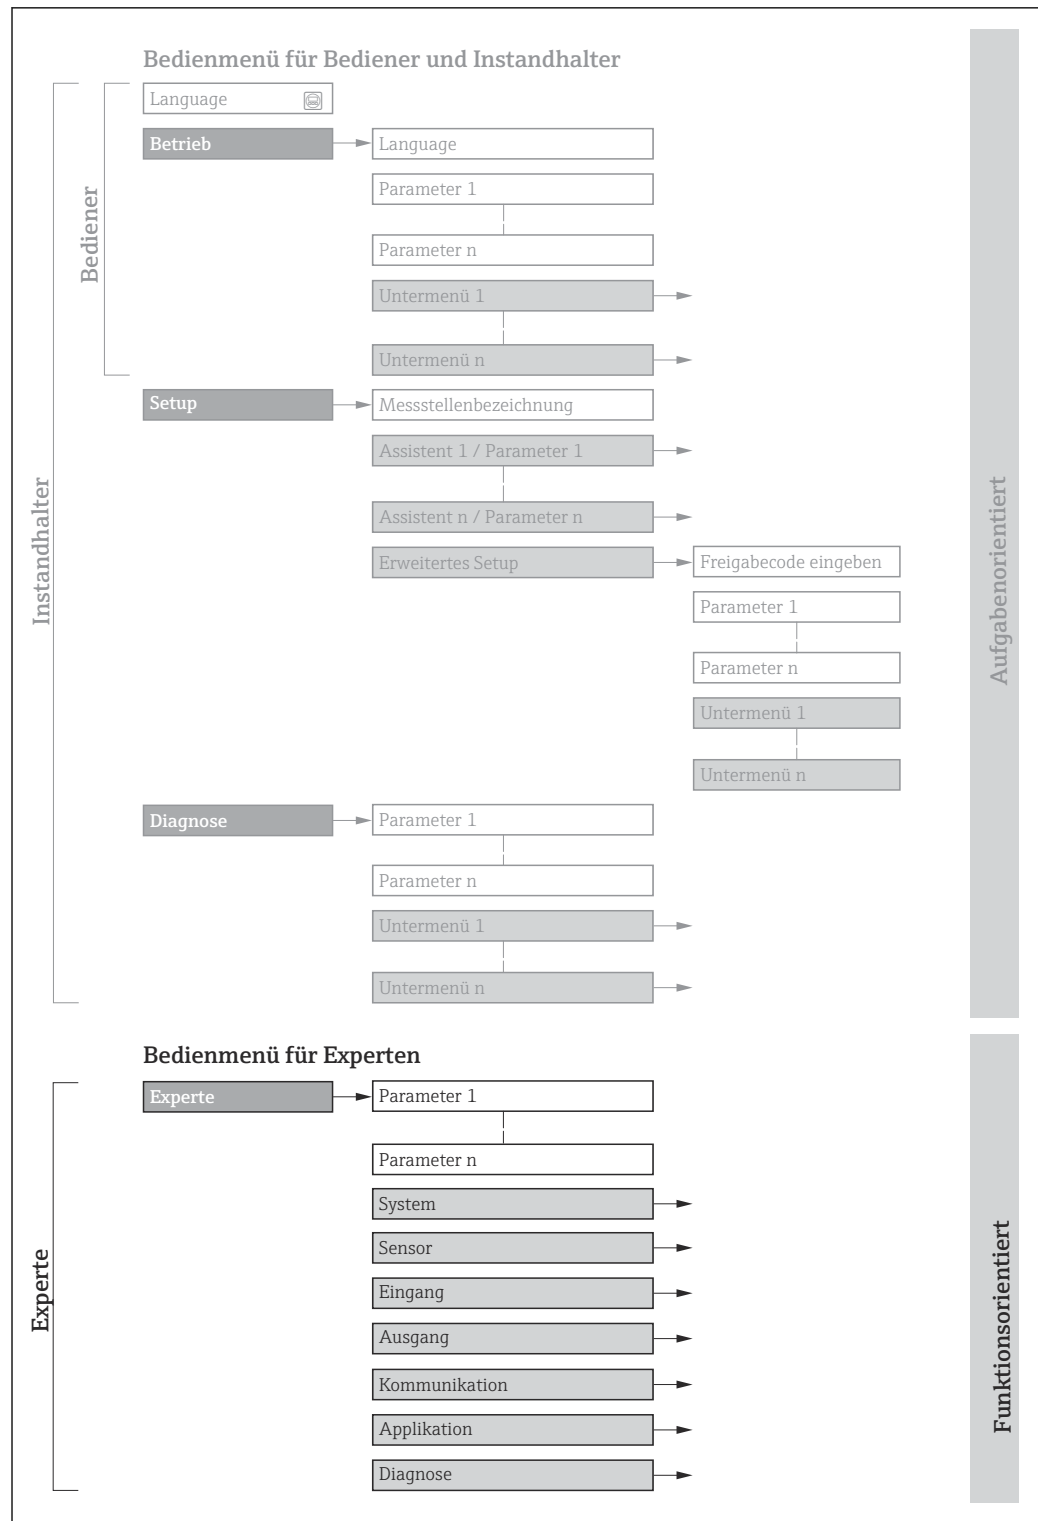 Bedienmenü für Bediener und Instandhalter
Language
Betrieb
Language
Parameter 1
Parameter n
Untermenü 1
Untermenü n
Bediener
Setup
Messstellenbezeichnung
Assistent 1 / Parameter 1
Assistent n / Parameter n
Erweitertes Setup
Freigabecode eingeben
Parameter 1
Parameter n
Untermenü 1
Untermenü n
Instandhalter
Aufgabenorientiert
Diagnose
Parameter 1
Parameter n
Untermenü 1
Untermenü n
Bedienmenü für Experten
Experte
Parameter 1
Parameter n
System
Sensor
Eingang
Ausgang
Kommunikation
Applikation
Diagnose
Experte
Funktionsorientiert